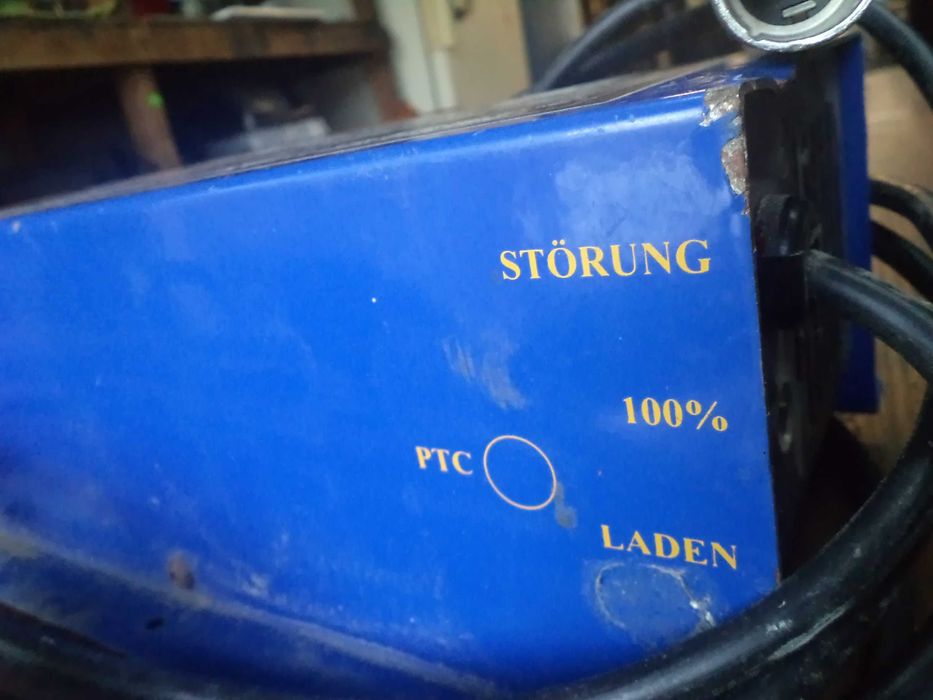 STÖRUNG
100%
PTC
LADEN